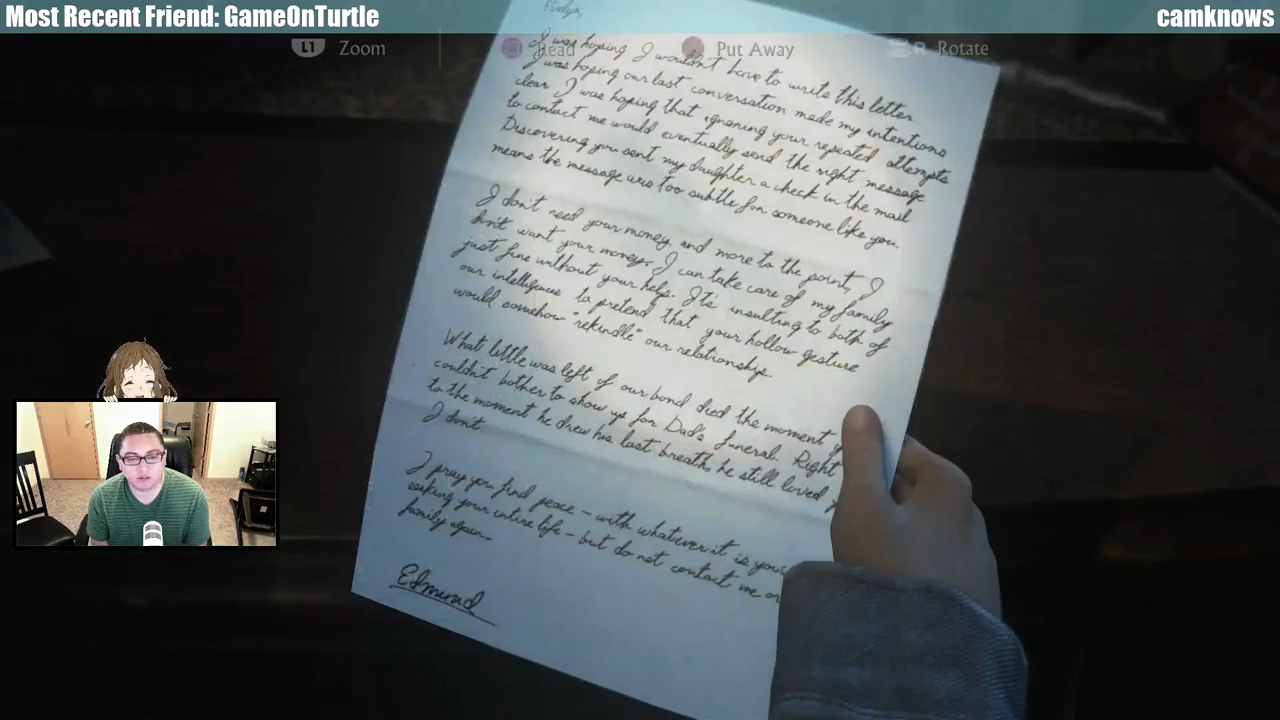 Most Recent Friend: GameOnTurtle
camknows
L1 Zoom
Read
Put Away
R Rotate
Evelyn,
I was hoping I wouldn't have to write this letter
I was hoping our last conversation made my intentions
clear. I was hoping that ignoring your repeated attempts
to contact me would eventually send the right message
Discovering you sent my daughter a check in the mail
means the message was too subtle for someone like you.
I don't need your money, and more to the point, I
don't want your money. I can take care of my family
just fine without your help. It's insulting to both of
our intelligences to pretend that your hollow gesture
would somehow "rekindle" our relationship.
What little was left of our bond died the moment
couldn't bother to show up for Dad's funeral. Right
to the moment he drew his last breath, he still loved
I don't.
I pray you find peace – with whatever it is you're
seeking your entire life – but do not contact me or
family again.
Edmund